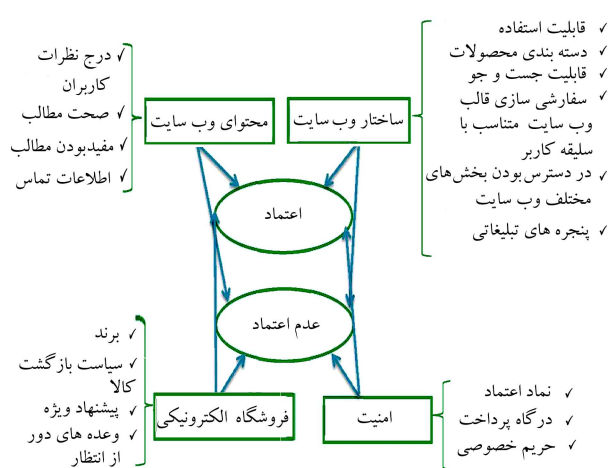 قابلیت استفاده
دسته بندی محصولات
قابلیت جست و جو
سفارشی سازی قالب
وب سایت متناسب با
سلیقه کاربر
در دسترس‌بودن بخش‌های
مختلف وب سایت
پنجره های تبلیغاتی
ساختار وب سایت
محتوای وب سایت
درج نظرات
کاربران
صحت مطالب
مفیدبودن مطالب
اطلاعات تماس
اعتماد
عدم اعتماد
امنیت
نماد اعتماد
درگاه پرداخت
حریم خصوصی
فروشگاه الکترونیکی
برند
سیاست بازگشت
کالا
پیشنهاد ویژه
وعده های دور
از انتظار